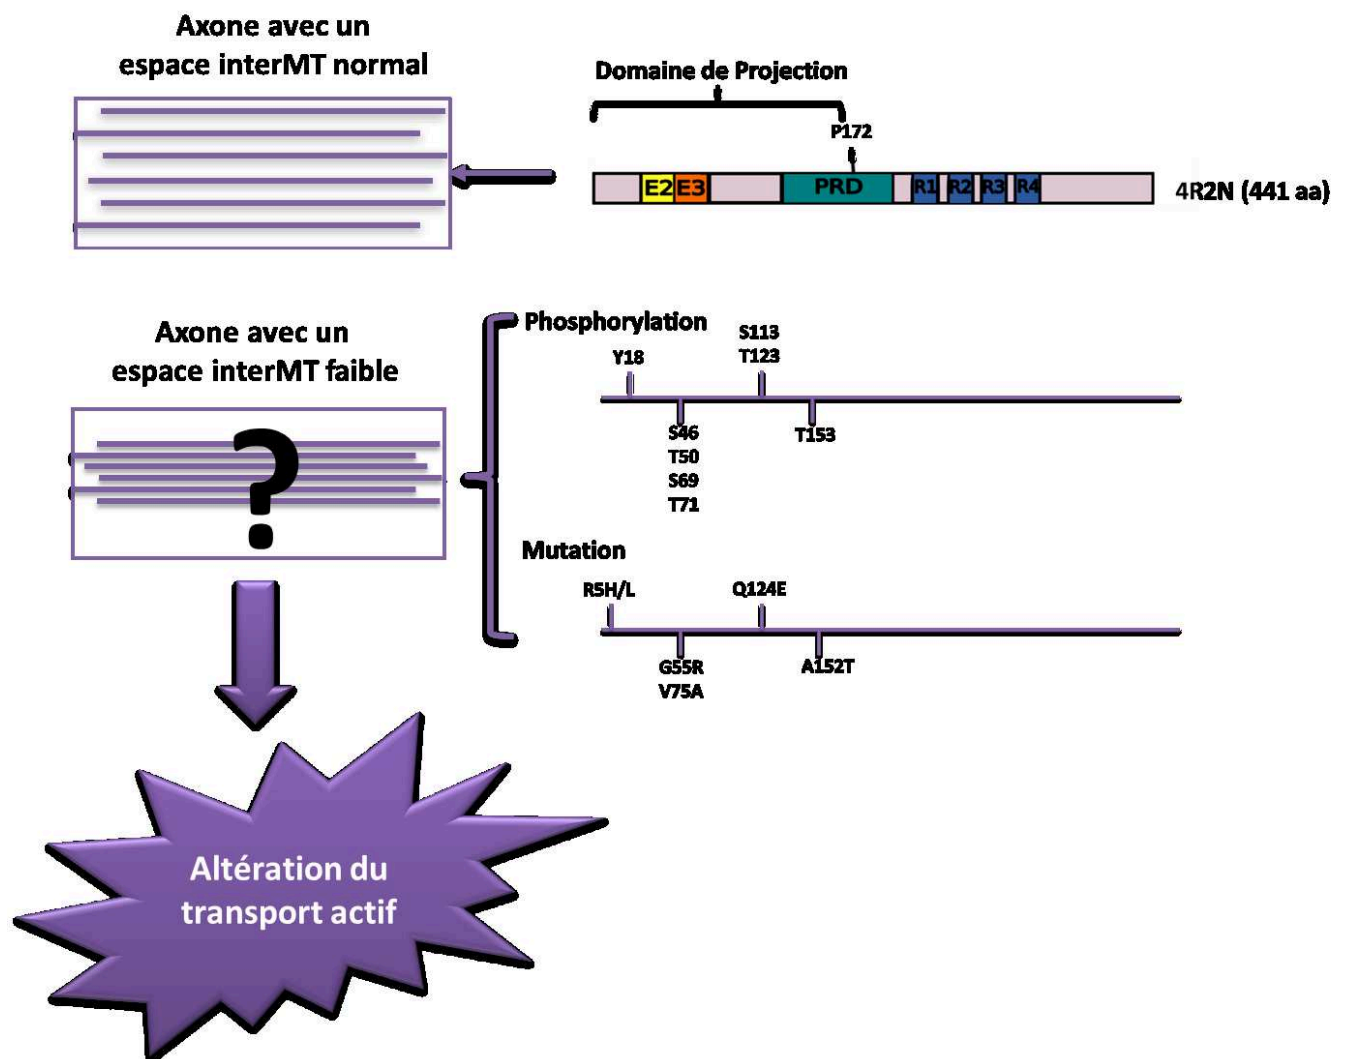 Axone avec un
espace interMT normal
Domaine de Projection
P172
E2 E3 PRD R1 R2 R3 R4
4R2N (441 aa)
Axone avec un
espace interMT faible
?
Phosphorylation
Y18
S113
T123
S46
T50
S69
T71
T153
Mutation
R5H/L
Q124E
G55R
V75A
A152T
Altération du
transport actif